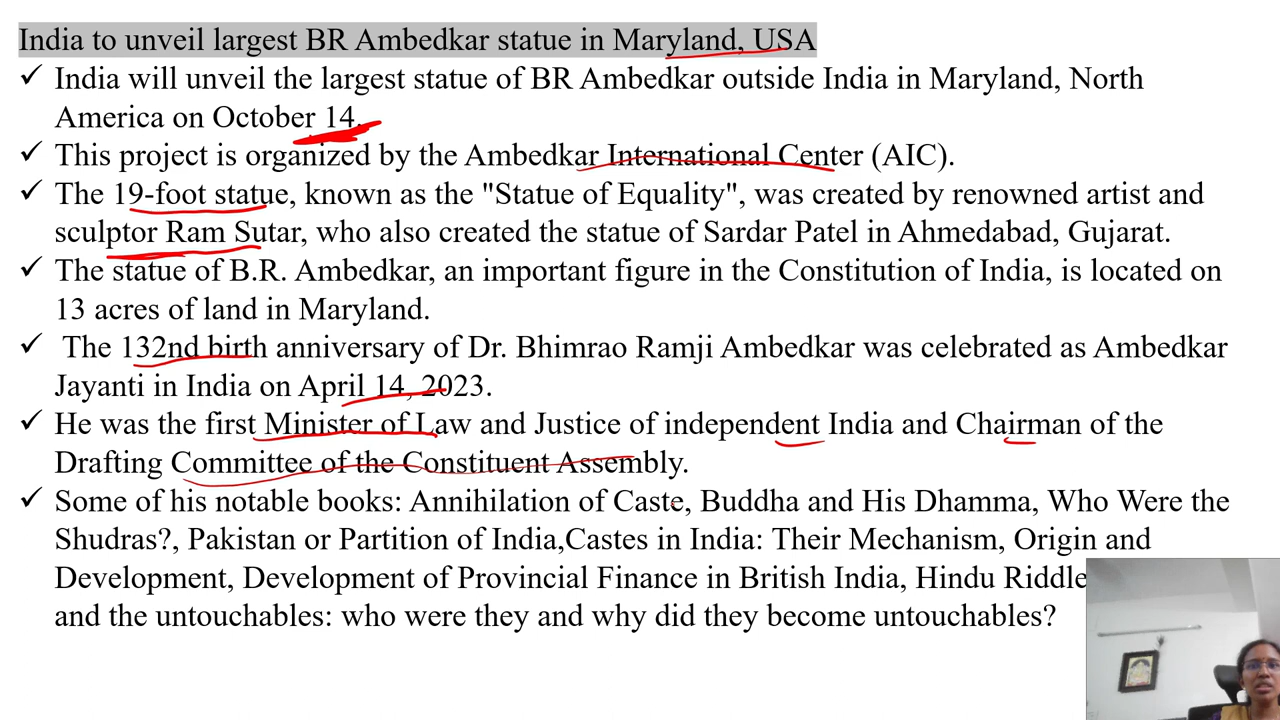 India to unveil largest BR Ambedkar statue in Maryland, USA
✓ India will unveil the largest statue of BR Ambedkar outside India in Maryland, North
America on October 14.
✓ This project is organized by the Ambedkar International Center (AIC).
✓ The 19-foot statue, known as the "Statue of Equality", was created by renowned artist and
sculptor Ram Sutar, who also created the statue of Sardar Patel in Ahmedabad, Gujarat.
✓ The statue of B.R. Ambedkar, an important figure in the Constitution of India, is located on
13 acres of land in Maryland.
✓ The 132nd birth anniversary of Dr. Bhimrao Ramji Ambedkar was celebrated as Ambedkar
Jayanti in India on April 14, 2023.
✓ He was the first Minister of Law and Justice of independent India and Chairman of the
Drafting Committee of the Constituent Assembly.
✓ Some of his notable books: Annihilation of Caste, Buddha and His Dhamma, Who Were the
Shudras?, Pakistan or Partition of India,Castes in India: Their Mechanism, Origin and
Development, Development of Provincial Finance in British India, Hindu Riddle
and the untouchables: who were they and why did they become untouchables?